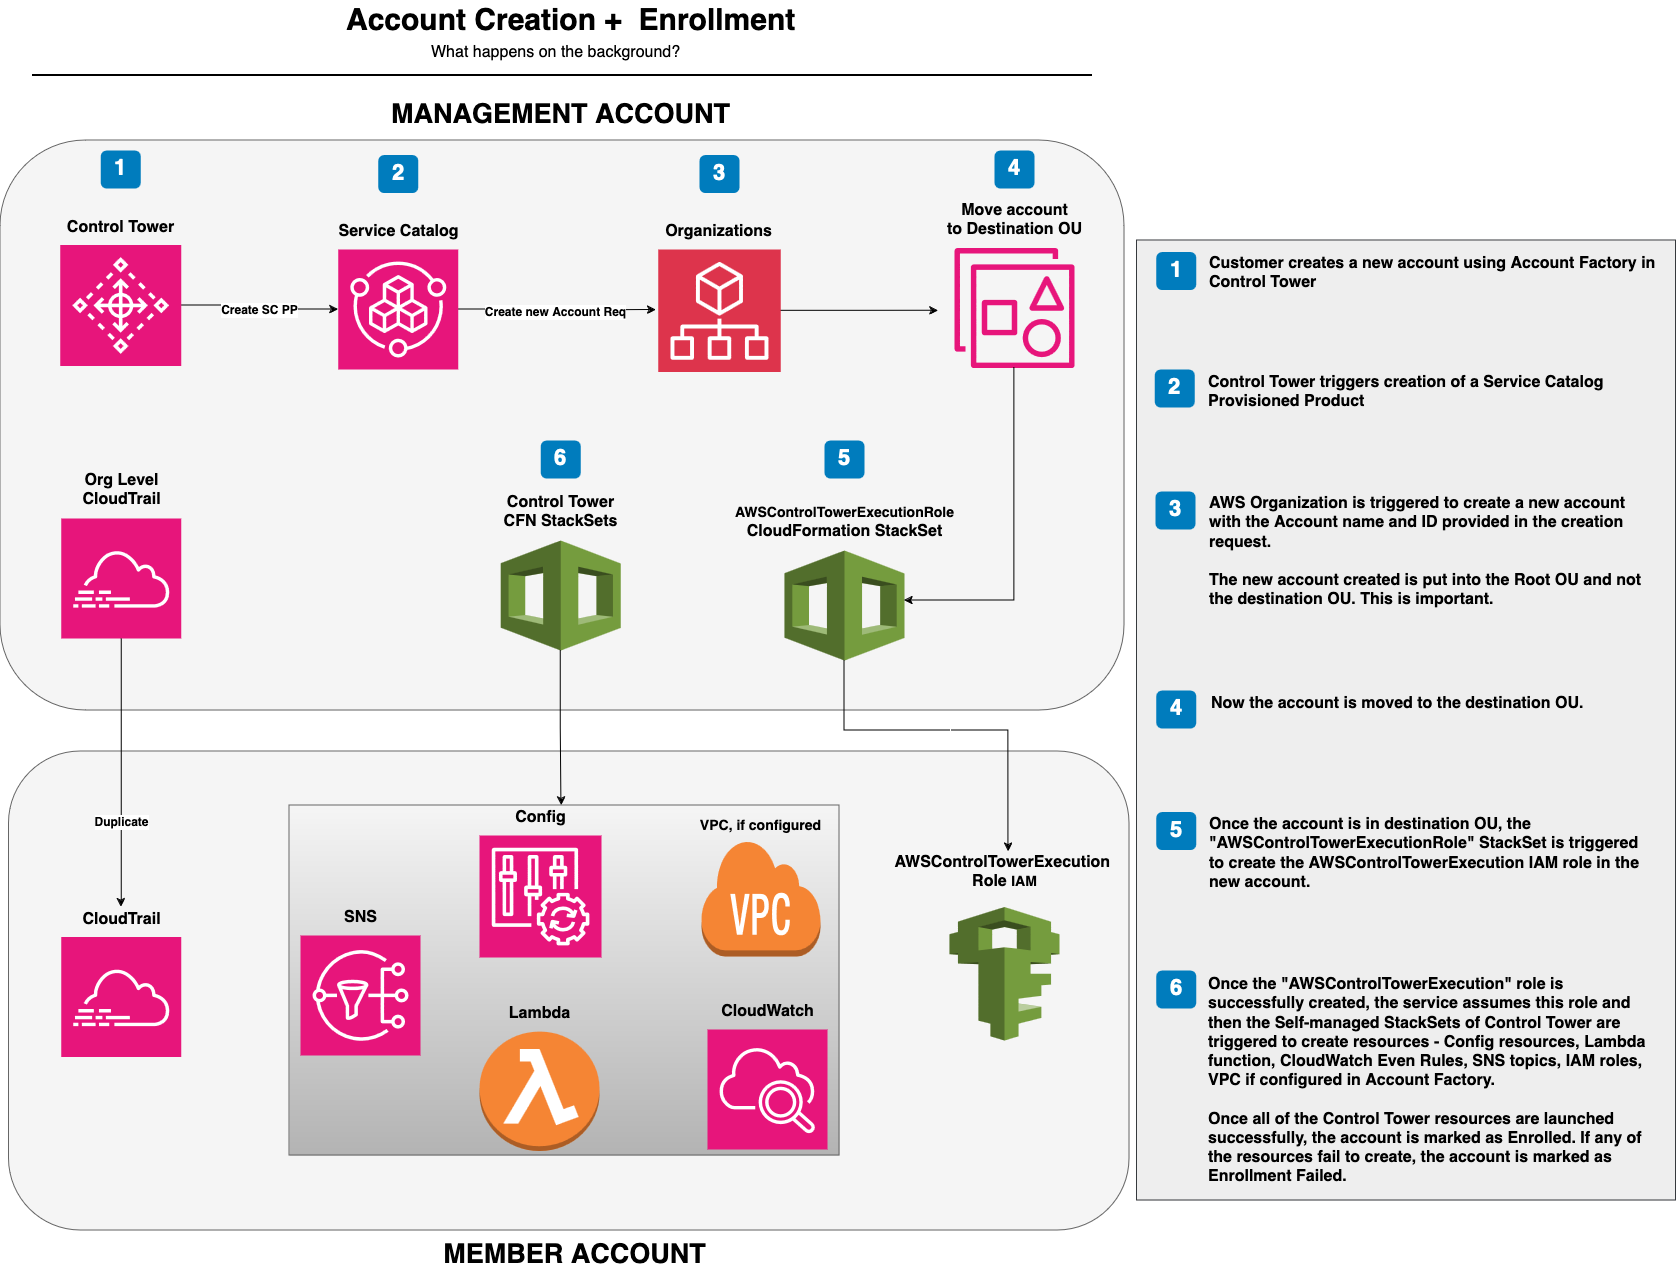 Account Creation +  Enrollment
What happens on the background?
MANAGEMENT ACCOUNT
1
Control Tower
Create SC PP
2
Service Catalog
Create new Account Req
3
Organizations
4
Move account
to Destination OU
Org Level
CloudTrail
6
Control Tower
CFN StackSets
5
AWSControlTowerExecutionRole
CloudFormation StackSet
Duplicate
CloudTrail
SNS
Config
VPC, if configured
VPC
Lambda
CloudWatch
AWSControlTowerExecution
Role IAM
MEMBER ACCOUNT
1
Customer creates a new account using Account Factory in
Control Tower
2
Control Tower triggers creation of a Service Catalog
Provisioned Product
3
AWS Organization is triggered to create a new account
with the Account name and ID provided in the creation
request.
The new account created is put into the Root OU and not
the destination OU. This is important.
4
Now the account is moved to the destination OU.
5
Once the account is in destination OU, the
"AWSControlTowerExecutionRole" StackSet is triggered
to create the AWSControlTowerExecution IAM role in the
new account.
6
Once the "AWSControlTowerExecution" role is
successfully created, the service assumes this role and
then the Self-managed StackSets of Control Tower are
triggered to create resources - Config resources, Lambda
function, CloudWatch Even Rules, SNS topics, IAM roles,
VPC if configured in Account Factory.
Once all of the Control Tower resources are launched
successfully, the account is marked as Enrolled. If any of
the resources fail to create, the account is marked as
Enrollment Failed.